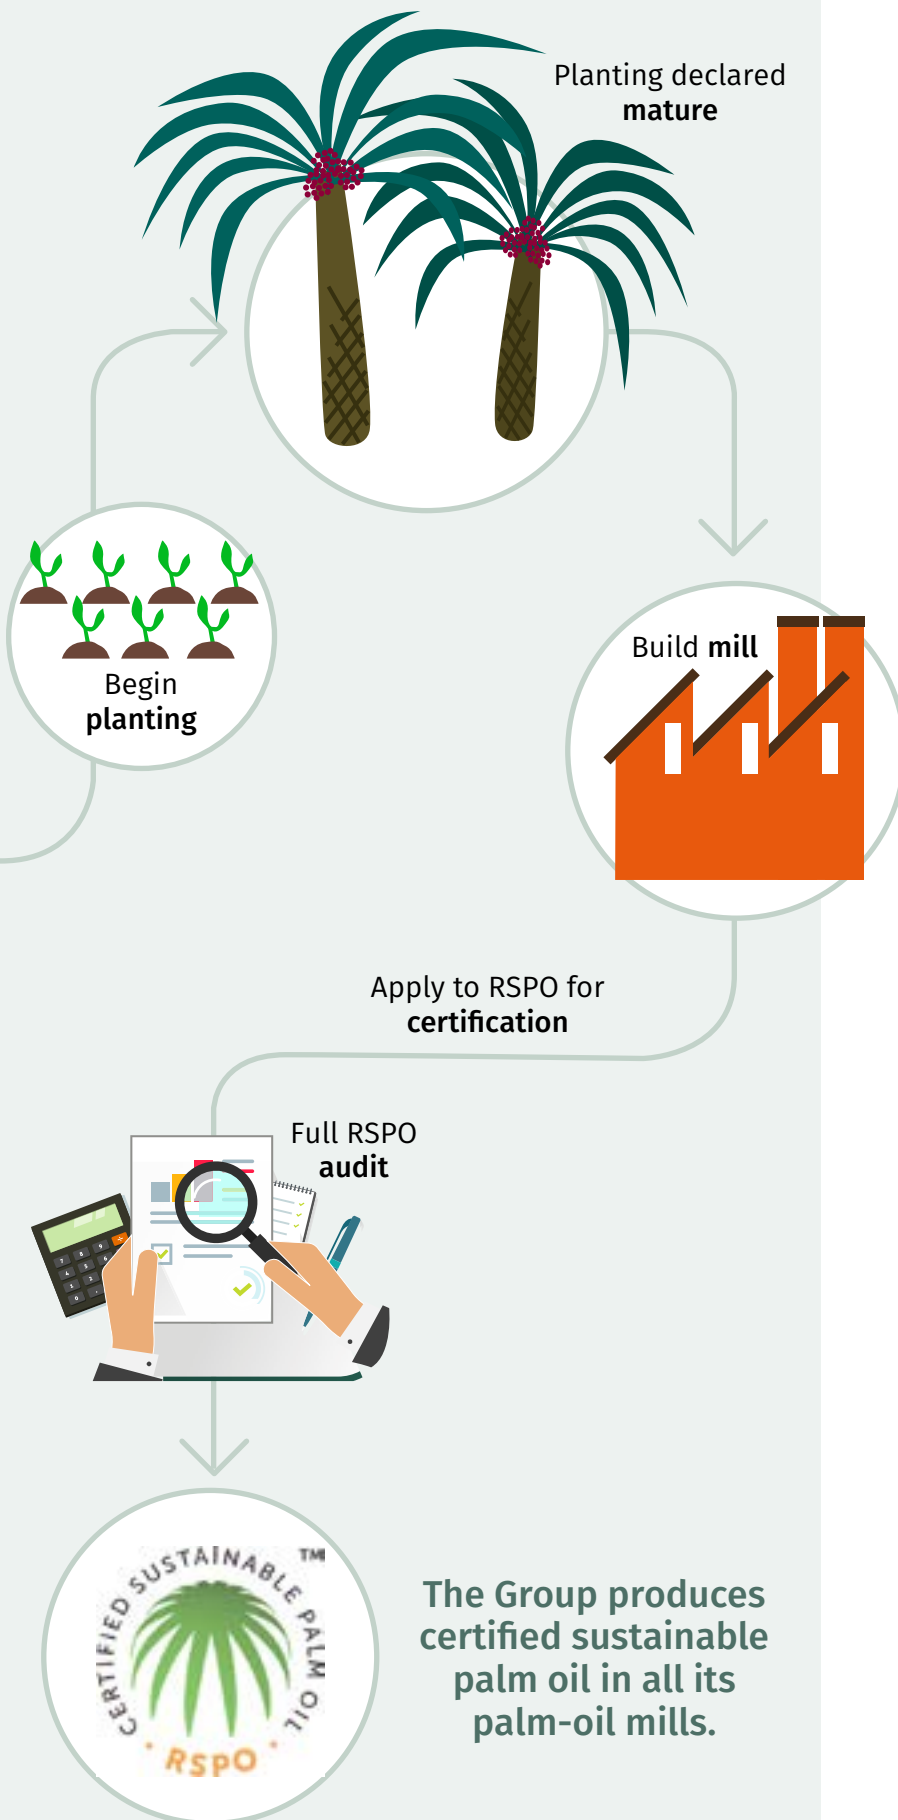 Planting declared
mature
Begin
planting
Build mill
Apply to RSPO for
certification
Full RSPO
audit
CERTIFIED SUSTAINABLE PALM OIL
TM
RSPO
The Group produces
certified sustainable
palm oil in all its
palm-oil mills.